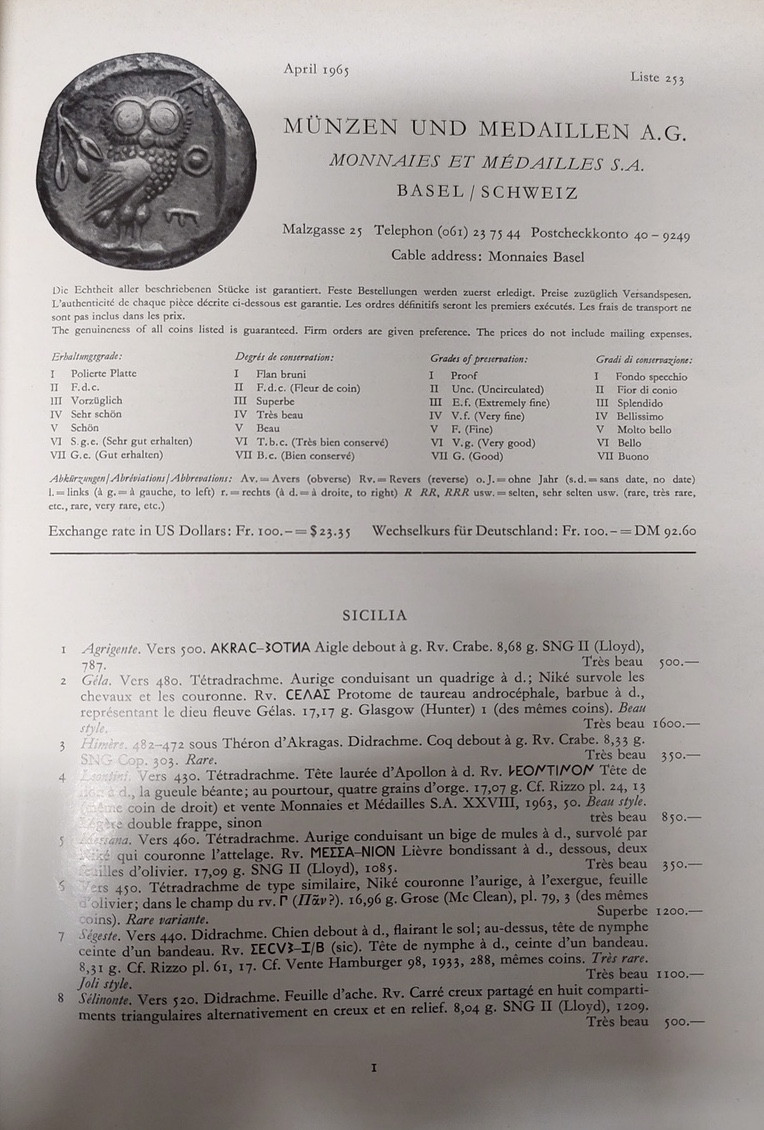 April 1965
Liste 253
MÜNZEN UND MEDAILLEN A.G.
MONNAIES ET MÉDAILLES S.A.
BASEL / SCHWEIZ
Malzgasse 25 Telephon (061) 23 75 44 Postcheckkonto 40 – 9249
Cable address: Monnaies Basel
Die Echtheit aller beschriebenen Stücke ist garantiert. Feste Bestellungen werden zuerst erledigt. Preise zuzüglich Versandspesen.
L'authenticité de chaque pièce décrite ci-dessous est garantie. Les ordres définitifs seront les premiers exécutés. Les frais de transport ne
sont pas inclus dans les prix.
The genuineness of all coins listed is guaranteed. Firm orders are given preference. The prices do not include mailing expenses.
Erhaltungsgrade:
I Polierte Platte
II F.d.c.
III Vorzüglich
IV Sehr schön
V Schön
VI S.g.e. (Sehr gut erhalten)
VII G.e. (Gut erhalten)
Degrés de conservation:
I Flan bruni
II F.d.c. (Fleur de coin)
III Superbe
IV Très beau
V Beau
VI T.b.c. (Très bien conservé)
VII B.c. (Bien conservé)
Grades of preservation:
I Proof
II Unc. (Uncirculated)
III E.f. (Extremely fine)
IV V.f. (Very fine)
V F. (Fine)
VI V.g. (Very good)
VII G. (Good)
Gradi di conservazione:
I Fondo specchio
II Fior di conio
III Splendido
IV Bellissimo
V Molto bello
VI Bello
VII Buono
Abkürzungen/Abréviations/Abbrevations: Av. = Avers (obverse) Rv. = Revers (reverse) o. J. = ohne Jahr (s.d. = sans date, no date)
l. = links (à g. = à gauche, to left) r. = rechts (à d. = à droite, to right) R RR, RRR usw. = selten, sehr selten usw. (rare, très rare,
etc., rare, very rare, etc.)
Exchange rate in US Dollars: Fr. 100.– = $ 23.35 Wechselkurs für Deutschland: Fr. 100.– = DM 92.60
SICILIA
1 Agrigente. Vers 500. AKRAC–ƷOTИA Aigle debout à g. Rv. Crabe. 8,68 g. SNG II (Lloyd),
787. Très beau 500.—
2 Géla. Vers 480. Tétradrachme. Aurige conduisant un quadrige à d.; Niké survole les
chevaux et les couronne. Rv. CΕΛΑΣ Protome de taureau androcéphale, barbue à d.,
représentant le dieu fleuve Gélas. 17,17 g. Glasgow (Hunter) 1 (des mêmes coins). Beau
style. Très beau 1600.—
3 Himère. 482–472 sous Théron d'Akragas. Didrachme. Coq debout à g. Rv. Crabe. 8,33 g.
SNG Cop. 303. Rare. Très beau 350.—
4 Leontini. Vers 430. Tétradrachme. Tête laurée d'Apollon à d. Rv. ⱵEONTINON Tête de
lion à d., la gueule béante; au pourtour, quatre grains d'orge. 17,07 g. Cf. Rizzo pl. 24, 13
(même coin de droit) et vente Monnaies et Médailles S.A. XXVIII, 1963, 50. Beau style.
Légère double frappe, sinon très beau 850.—
5 Messana. Vers 460. Tétradrachme. Aurige conduisant un bige de mules à d., survolé par
Niké qui couronne l'attelage. Rv. ΜΕΣΣΑ–ΝΙΟΝ Lièvre bondissant à d., dessous, deux
feuilles d'olivier. 17,09 g. SNG II (Lloyd), 1085. Très beau 350.—
6 Vers 450. Tétradrachme de type similaire, Niké couronne l'aurige, à l'exergue, feuille
d'olivier; dans le champ du rv. Γ (Πᾶν?). 16,96 g. Grose (Mc Clean), pl. 79, 3 (des mêmes
coins). Rare variante. Superbe 1200.—
7 Ségeste. Vers 440. Didrachme. Chien debout à d., flairant le sol; au-dessus, tête de nymphe
ceinte d'un bandeau. Rv. ΣECVƷ–I/B (sic). Tête de nymphe à d., ceinte d'un bandeau.
8,31 g. Cf. Rizzo pl. 61, 17. Cf. Vente Hamburger 98, 1933, 288, mêmes coins. Très rare.
Joli style. Très beau 1100.—
8 Sélinonte. Vers 520. Didrachme. Feuille d'ache. Rv. Carré creux partagé en huit comparti-
ments triangulaires alternativement en creux et en relief. 8,04 g. SNG II (Lloyd), 1209.
Très beau 500.—
1